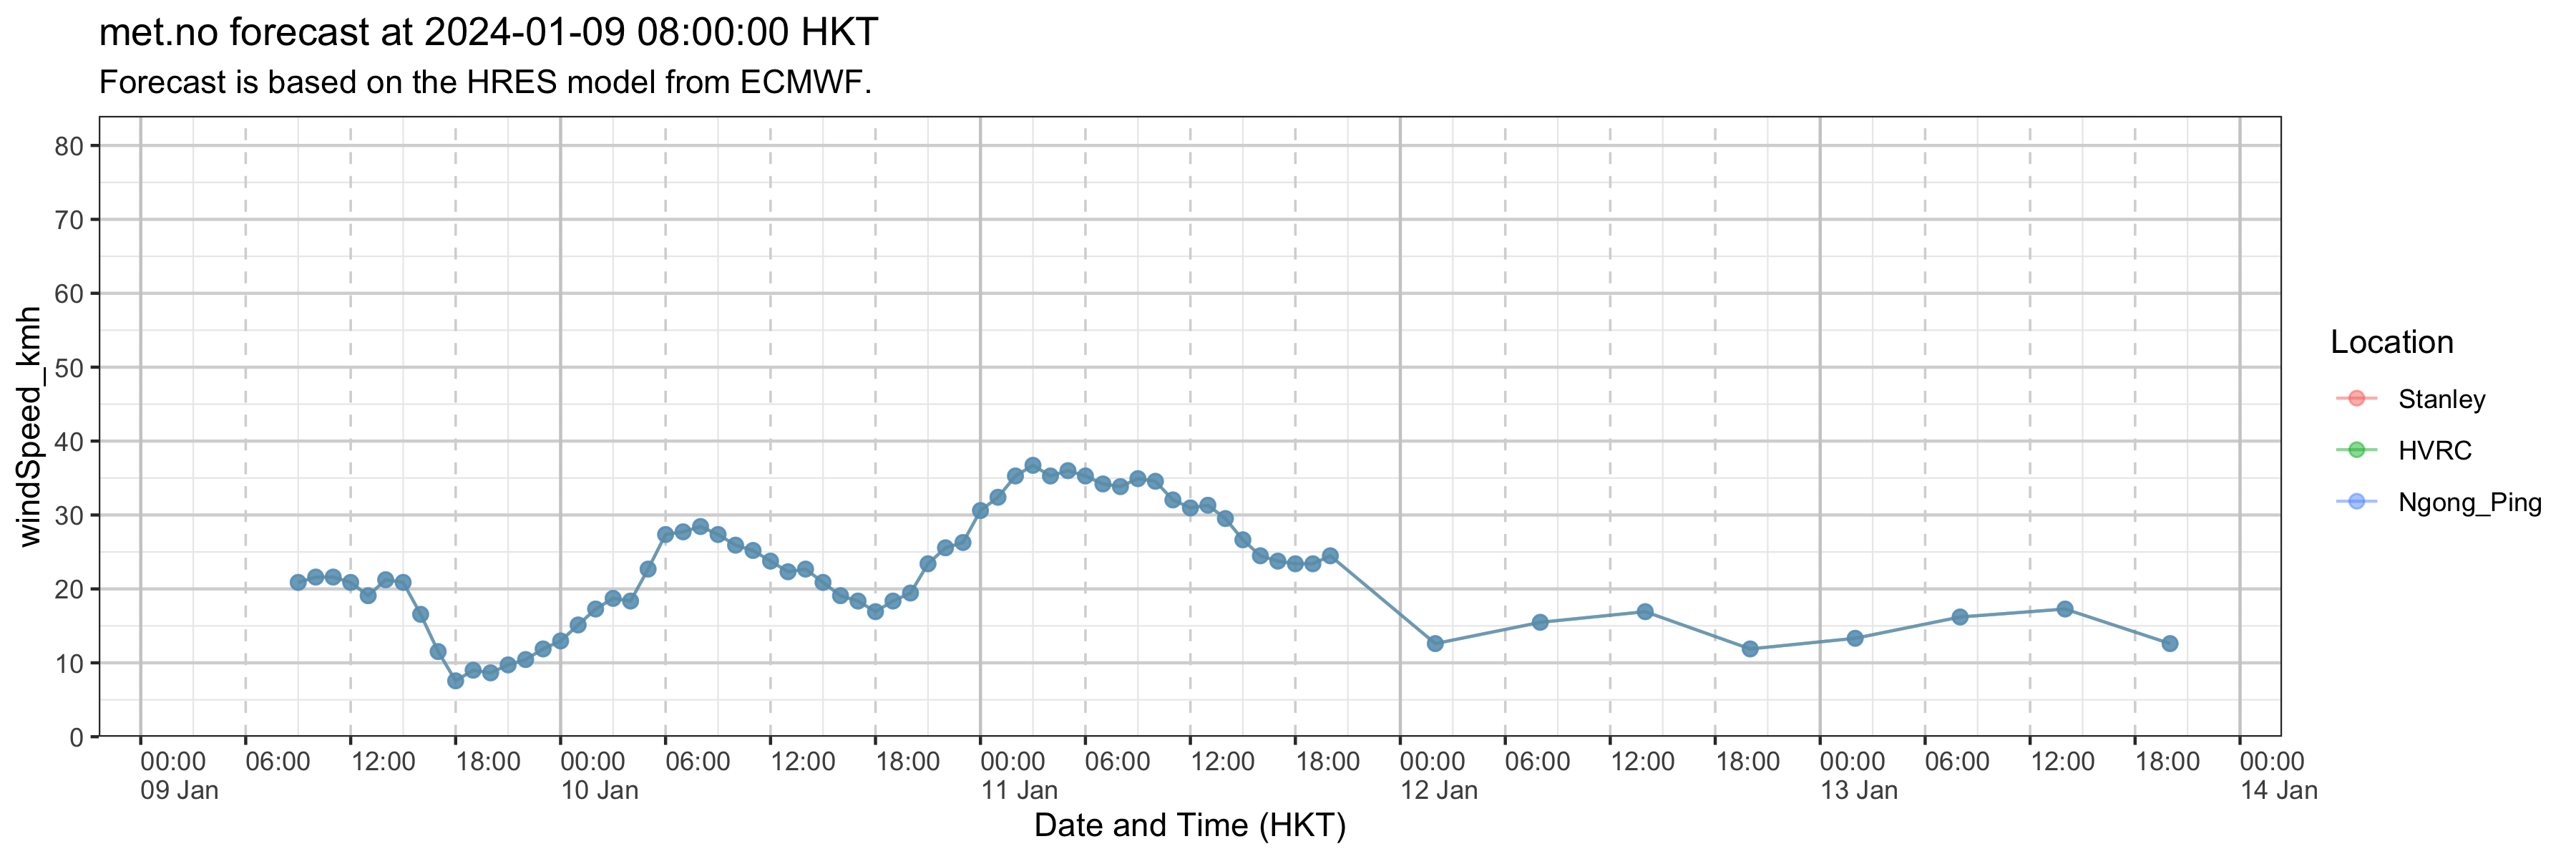 met.no forecast at 2024-01-09 08:00:00 HKT
Forecast is based on the HRES model from ECMWF.
windSpeed_kmh
80
70
60
50
40
30
20
10
0
00:00 06:00 12:00 18:00 00:00 06:00 12:00 18:00 00:00 06:00 12:00 18:00 00:00 06:00 12:00 18:00 00:00 06:00 12:00 18:00 00:00
09 Jan 10 Jan 11 Jan 12 Jan 13 Jan 14 Jan
Date and Time (HKT)
Location
Stanley
HVRC
Ngong_Ping